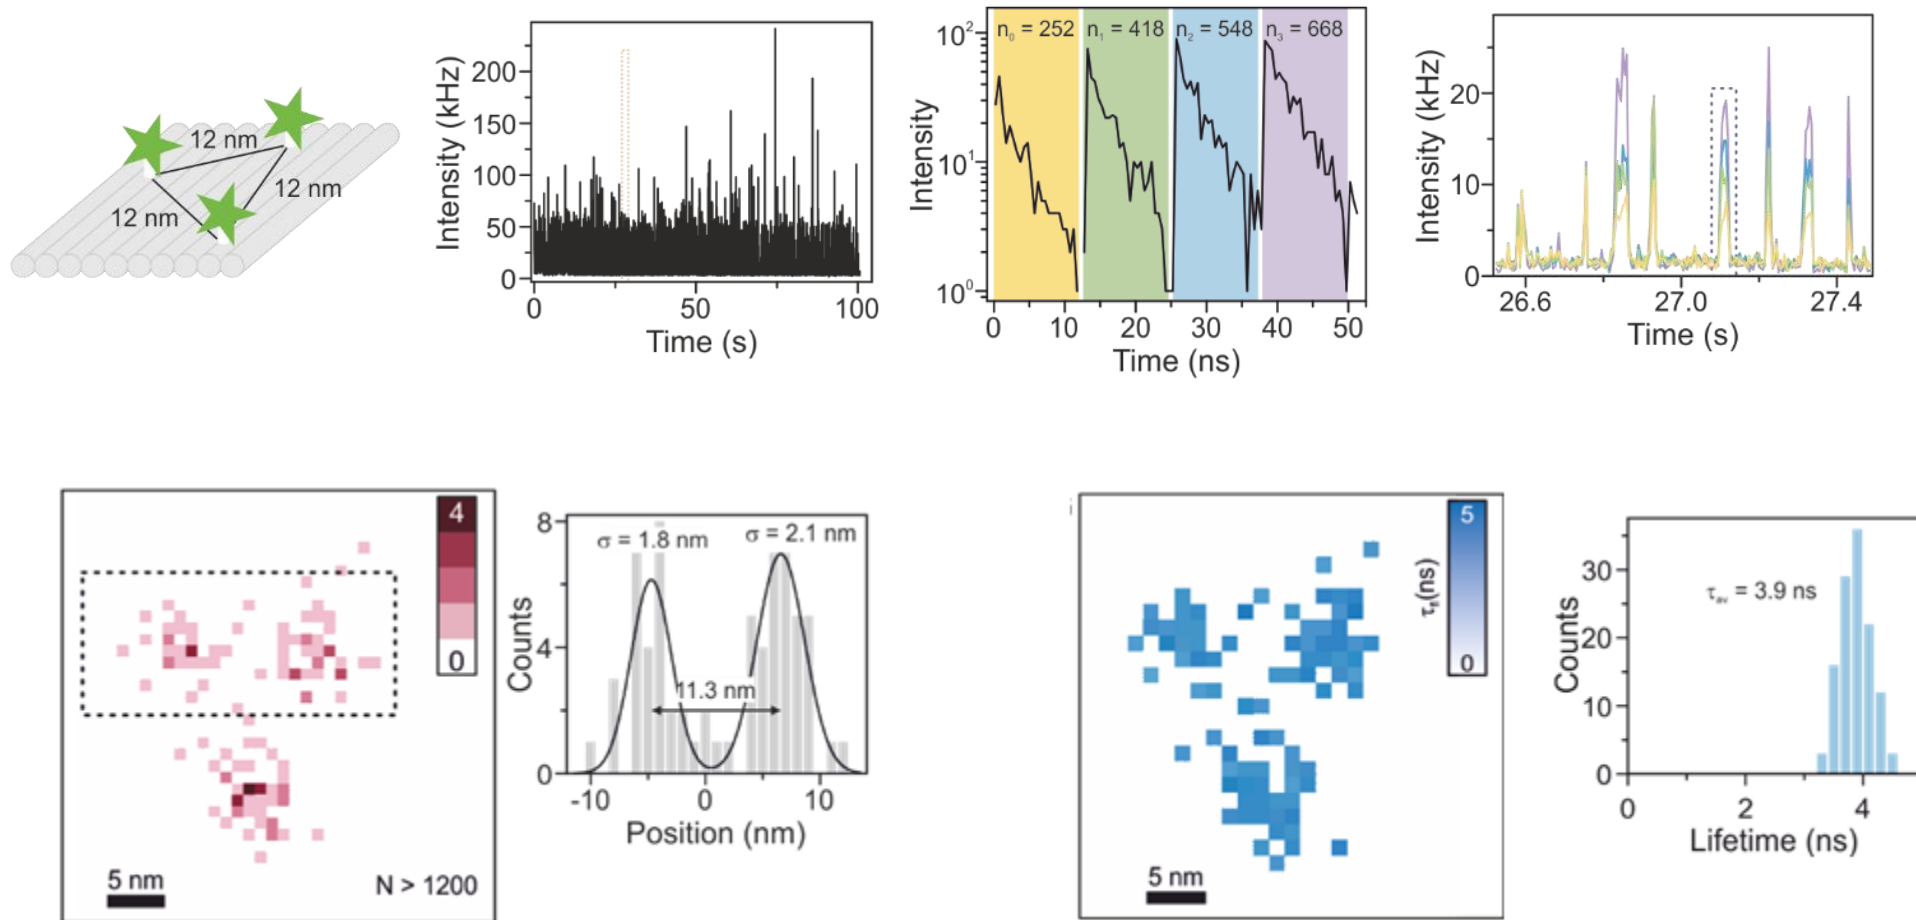 12 nm
12 nm
12 nm
Intensity (kHz)
200
150
100
50
0
0
50
100
Time (s)
Intensity
10²
10¹
10⁰
n₀ = 252
n₁ = 418
n₂ = 548
n₃ = 668
0
10
20
30
40
50
Time (ns)
Intensity (kHz)
20
10
0
26.6
27.0
27.4
Time (s)
4
0
5 nm
N > 1200
Counts
8
4
0
σ = 1.8 nm
σ = 2.1 nm
11.3 nm
-10
0
10
Position (nm)
τfl(ns)
5
0
5 nm
Counts
30
20
10
0
τav = 3.9 ns
0
2
4
Lifetime (ns)